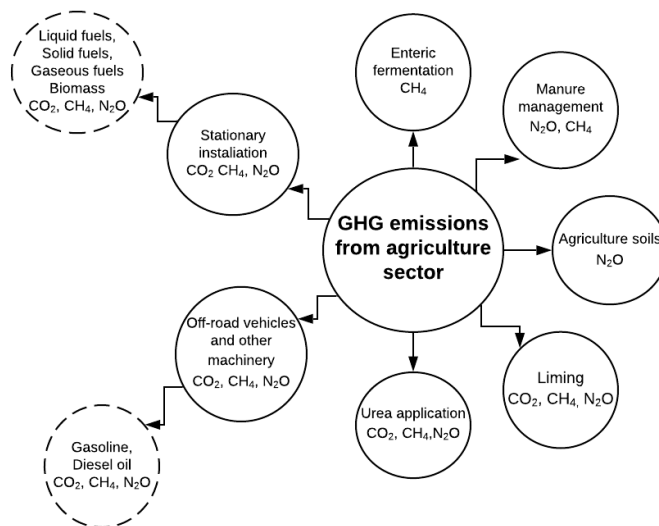 Liquid fuels,
Solid fuels,
Gaseous fuels
Biomass
CO₂, CH₄, N₂O
Stationary
instaliation
CO₂ CH₄, N₂O
Enteric
fermentation
CH₄
Manure
management
N₂O, CH₄
GHG emissions
from agriculture
sector
Agriculture soils
N₂O
Off-road vehicles
and other
machinery
CO₂, CH₄, N₂O
Liming
CO₂, CH₄, N₂O
Urea application
CO₂, CH₄,N₂O
Gasoline,
Diesel oil
CO₂, CH₄, N₂O